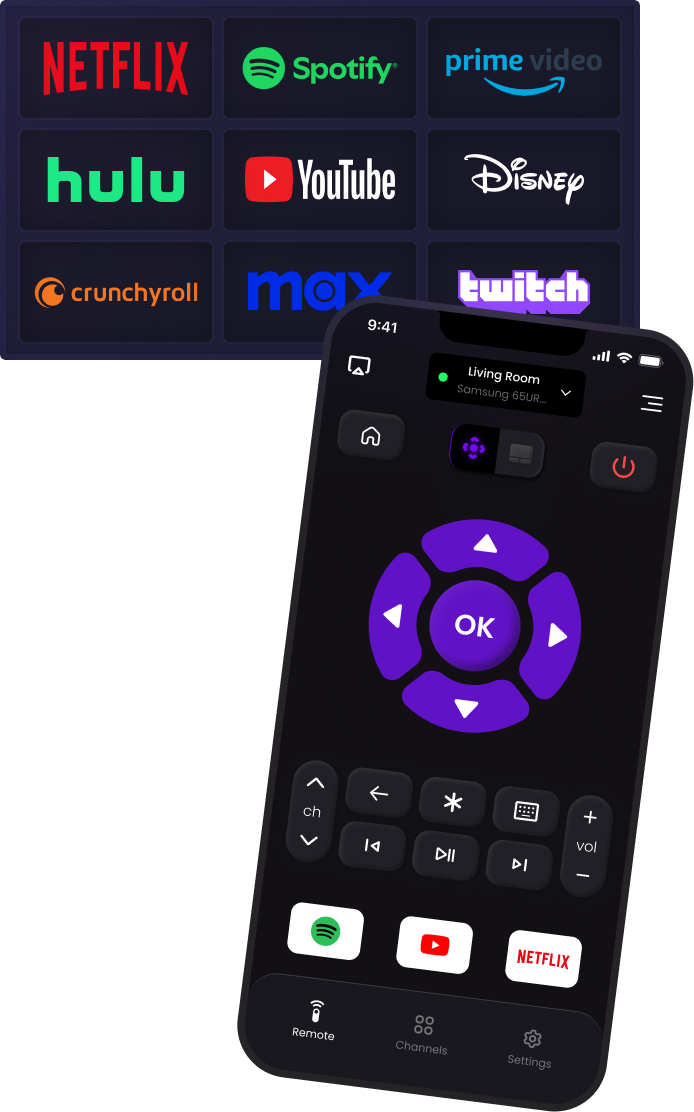 NETFLIX
Spotify®
prime video
hulu
YouTube
Disney
crunchyroll
max
twitch
9:41
Living Room
Samsung 65UR...
OK
ch
vol
NETFLIX
Remote
Channels
Settings